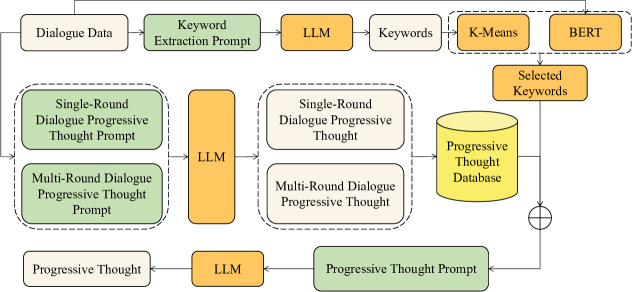 Dialogue Data
Keyword
Extraction Prompt
LLM
Keywords
K-Means
BERT
Selected
Keywords
Single-Round
Dialogue Progressive
Thought Prompt
Multi-Round Dialogue
Progressive Thought
Prompt
LLM
Single-Round
Dialogue Progressive
Thought
Multi-Round Dialogue
Progressive Thought
Progressive
Thought
Database
Progressive Thought
LLM
Progressive Thought Prompt